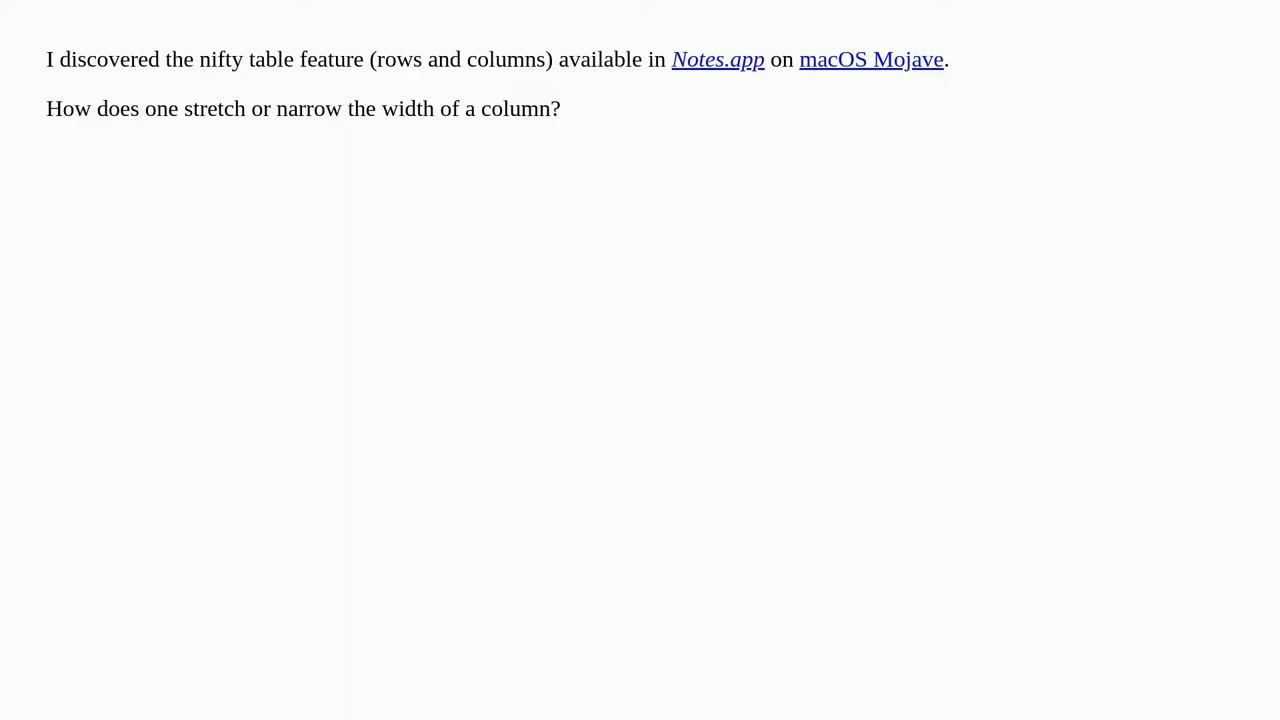 I discovered the nifty table feature (rows and columns) available in Notes.app on macOS Mojave.
How does one stretch or narrow the width of a column?